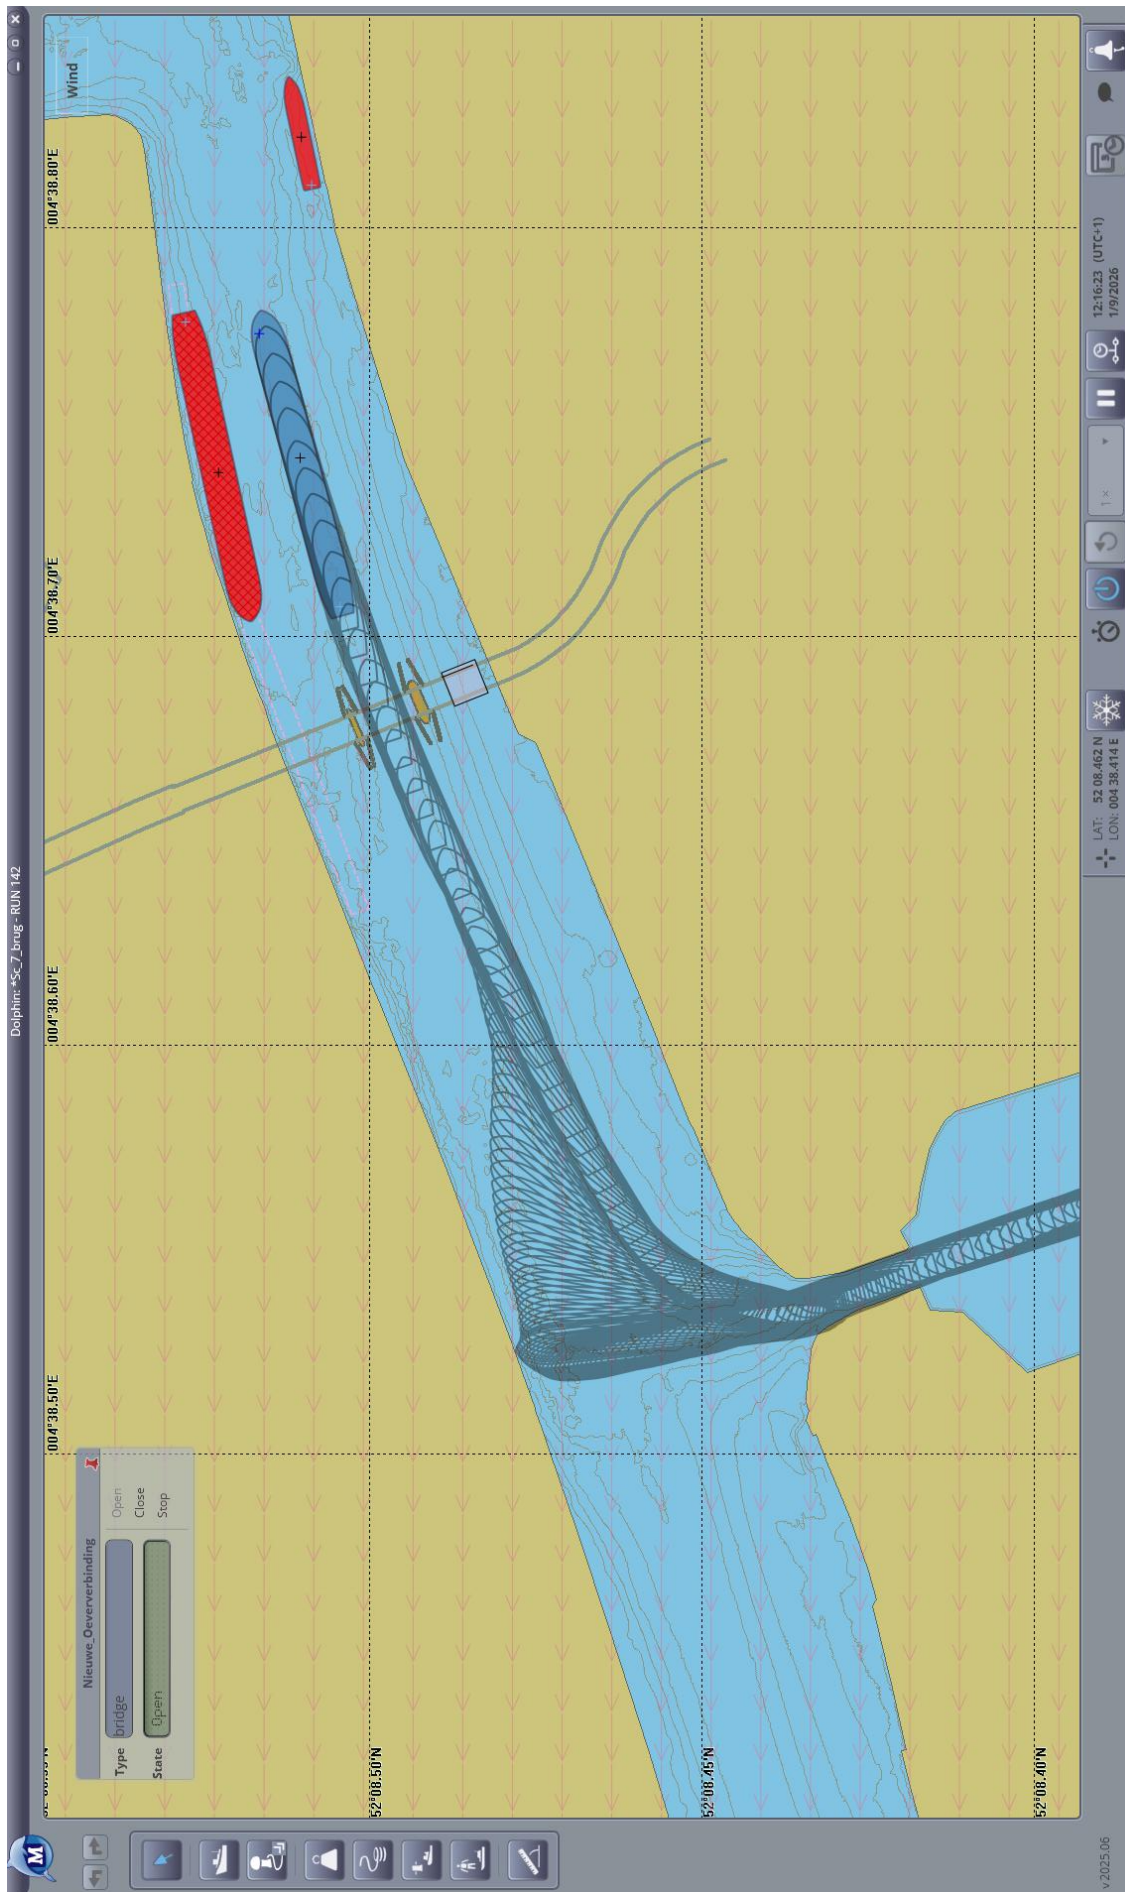 Dolphin: *Sc_7_brug - RUN 142
Nieuwe_Oeververbinding
Type
bridge
State
Open
Open
Close
Stop
Wind
004°38.50'E
004°38.60'E
004°38.70'E
004°38.80'E
52°08.50'N
52°08.45'N
52°08.40'N
v 2025.06
LAT: 52 08.462 N
LON: 004 38.414 E
1 ×
12:16:23 (UTC+1)
1/9/2026
M